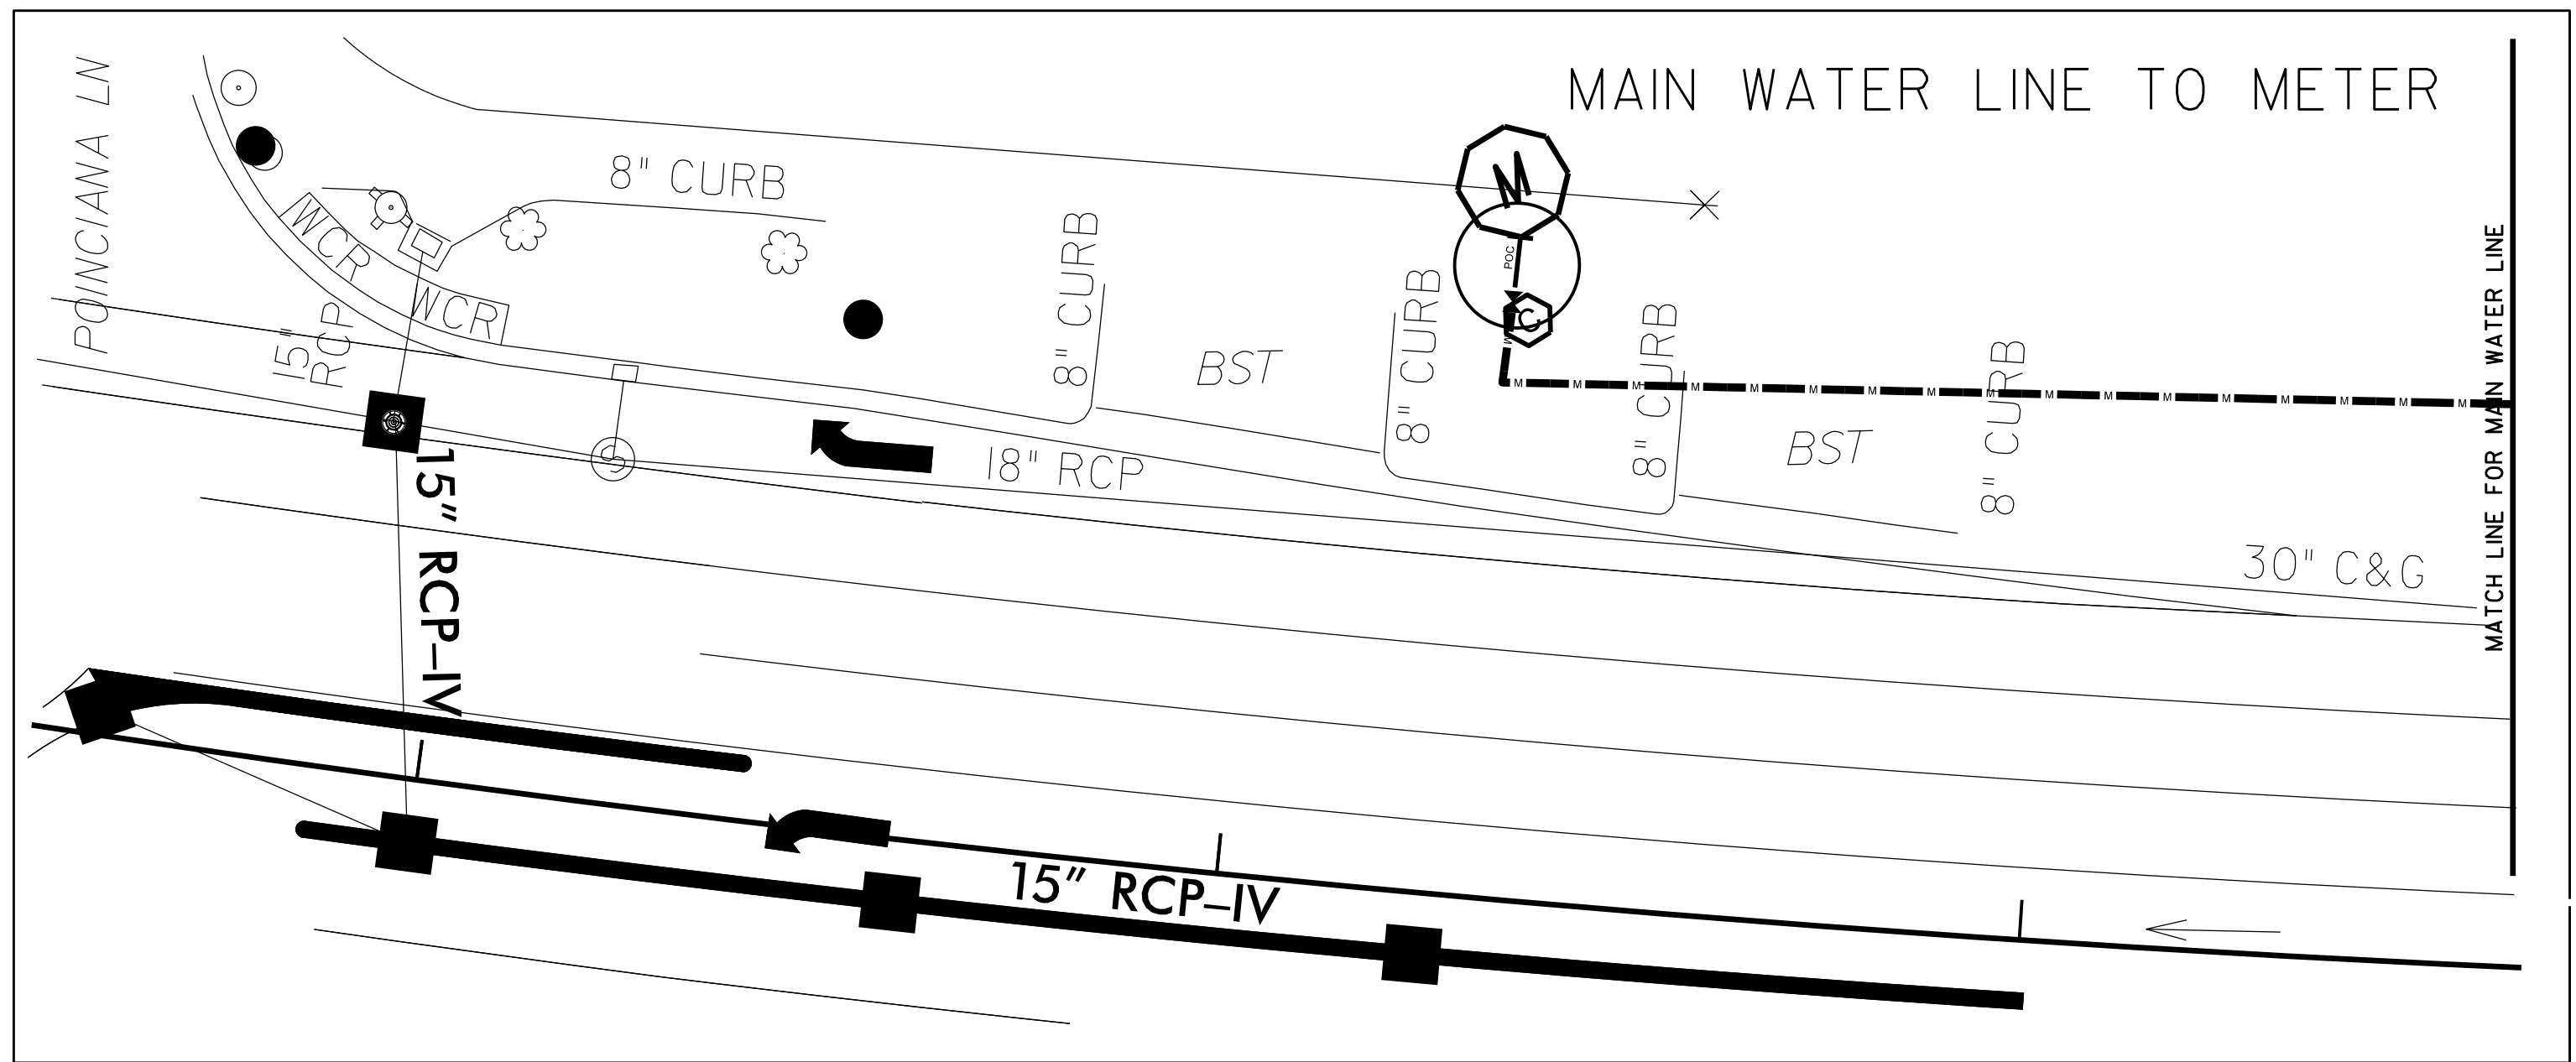 MAIN WATER LINE TO METER
POINCIANA LN
8" CURB
WCR
WCR
15"
RCP
8" CURB
BST
8" CURB
M
POC
C
M
8" CURB
BST
8" CURB
M M M M M M M M M M M M M M M M M
MATCH LINE FOR MAIN WATER LINE
S
18" RCP
30" C&G
15" RCP-IV
15" RCP-IV